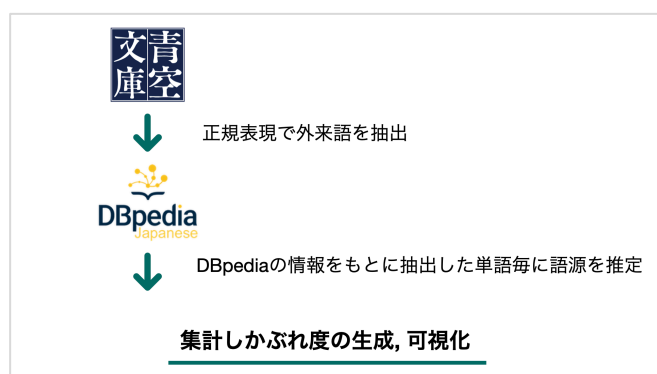 青空
文庫
正規表現で外来語を抽出
DBpedia
Japanese
DBpediaの情報をもとに抽出した単語毎に語源を推定
集計しかぶれ度の生成, 可視化